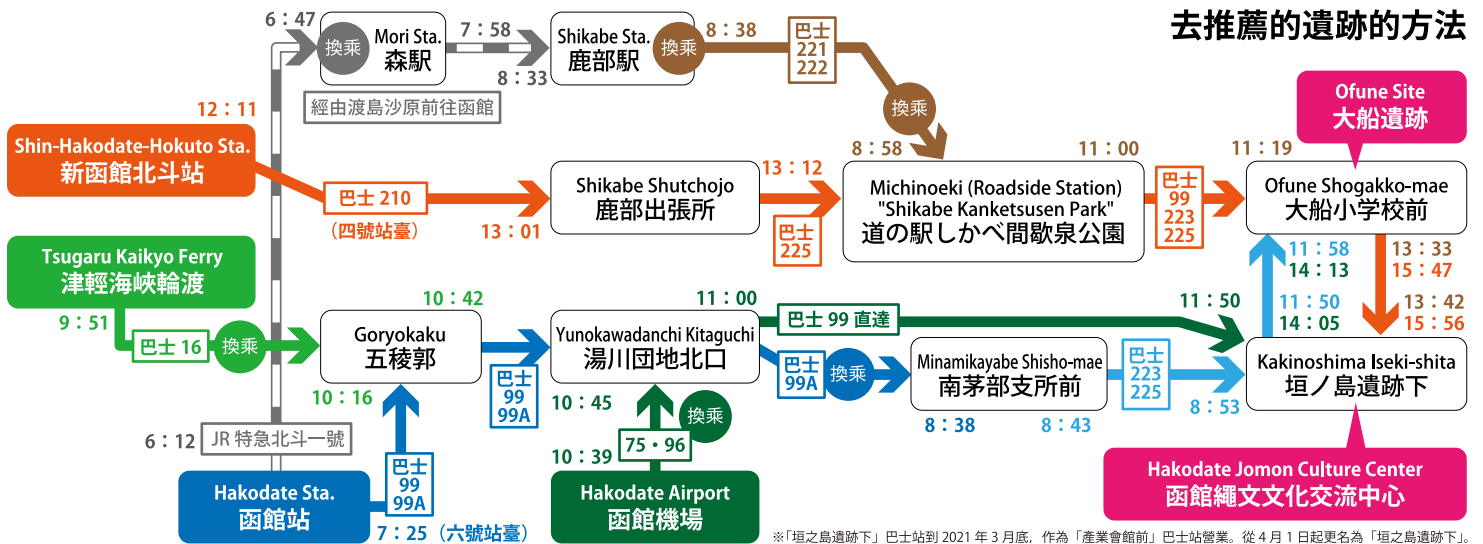 去推薦的遺跡的方法
6：47
換乘
Mori Sta.
森駅
7：58
8：33
Shikabe Sta.
鹿部駅
換乘
8：38
巴士
221
222
換乘
經由渡島沙原前往函館
12：11
Shin-Hakodate-Hokuto Sta.
新函館北斗站
巴士 210
（四號站臺）
13：01
Shikabe Shutchojo
鹿部出張所
13：12
巴士
225
8：58
11：00
Michinoeki (Roadside Station)
"Shikabe Kanketsusen Park"
道の駅しかべ間歇泉公園
巴士
99
223
225
Ofune Site
大船遺跡
11：19
Ofune Shogakko-mae
大船小学校前
11：58
14：13
13：33
15：47
11：50
14：05
13：42
15：56
Tsugaru Kaikyo Ferry
津輕海峽輪渡
9：51
巴士 16
換乘
10：42
Goryokaku
五稜郭
10：16
巴士
99
99A
11：00
Yunokawadanchi Kitaguchi
湯川団地北口
10：45
巴士 99 直達
11：50
巴士
99A
換乘
Minamikayabe Shisho-mae
南茅部支所前
8：38
8：43
巴士
223
225
8：53
Kakinoshima Iseki-shita
垣ノ島遺跡下
Hakodate Jomon Culture Center
函館繩文文化交流中心
6：12
JR 特急北斗一號
Hakodate Sta.
函館站
巴士
99
99A
7：25（六號站臺）
換乘
75・96
10：39
Hakodate Airport
函館機場
※「垣之島遺跡下」巴士站到 2021 年 3 月底，作為「產業會館前」巴士站營業。從 4 月 1 日起更名為「垣之島遺跡下」。